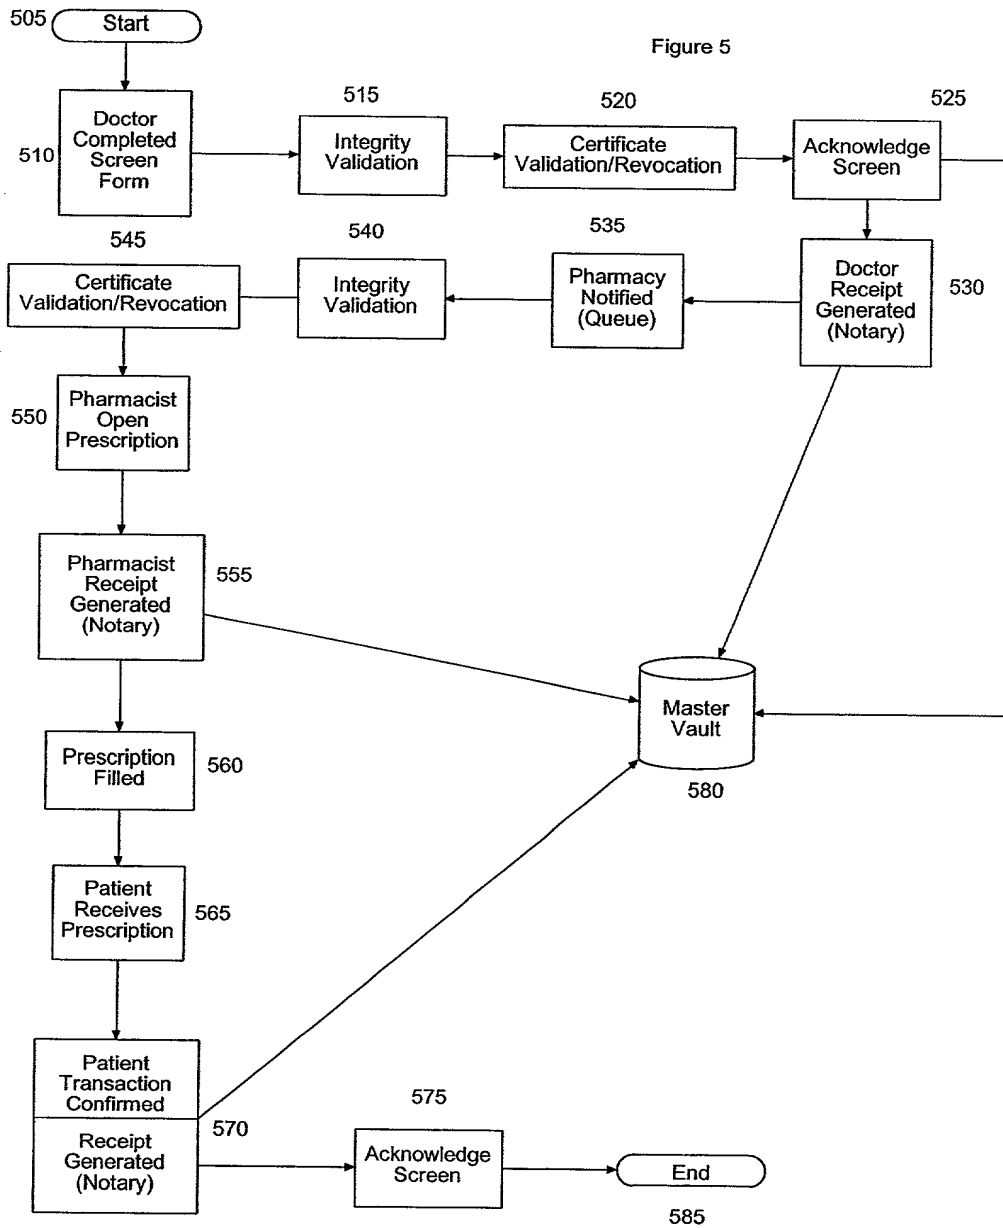 505
Start
Figure 5
510
Doctor
Completed
Screen
Form
515
Integrity
Validation
520
Certificate
Validation/Revocation
525
Acknowledge
Screen
545
Certificate
Validation/Revocation
540
Integrity
Validation
535
Pharmacy
Notified
(Queue)
Doctor
Receipt
Generated
(Notary)
530
550
Pharmacist
Open
Prescription
Pharmacist
Receipt
Generated
(Notary)
555
Master
Vault
580
Prescription
Filled
560
Patient
Receives
Prescription
565
Patient
Transaction
Confirmed
570
Receipt
Generated
(Notary)
575
Acknowledge
Screen
End
585